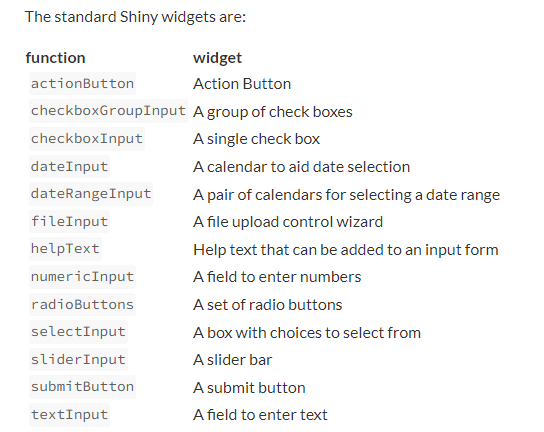 The standard Shiny widgets are:
function widget
actionButton Action Button
checkboxGroupInput A group of check boxes
checkboxInput A single check box
dateInput A calendar to aid date selection
dateRangeInput A pair of calendars for selecting a date range
fileInput A file upload control wizard
helpText Help text that can be added to an input form
numericInput A field to enter numbers
radioButtons A set of radio buttons
selectInput A box with choices to select from
sliderInput A slider bar
submitButton A submit button
textInput A field to enter text